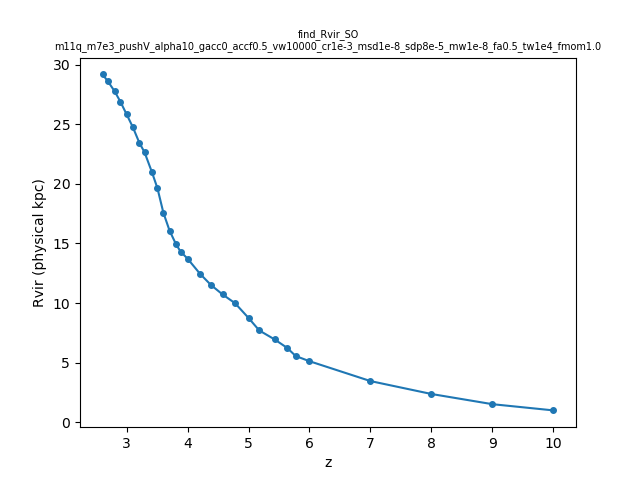 find_Rvir_SO
m11q_m7e3_pushV_alpha10_gacc0_accf0.5_vw10000_cr1e-3_msd1e-8_sdp8e-5_mw1e-8_fa0.5_tw1e4_fmom1.0
30
25
20
15
10
5
0
Rvir (physical kpc)
3 4 5 6 7 8 9 10
z